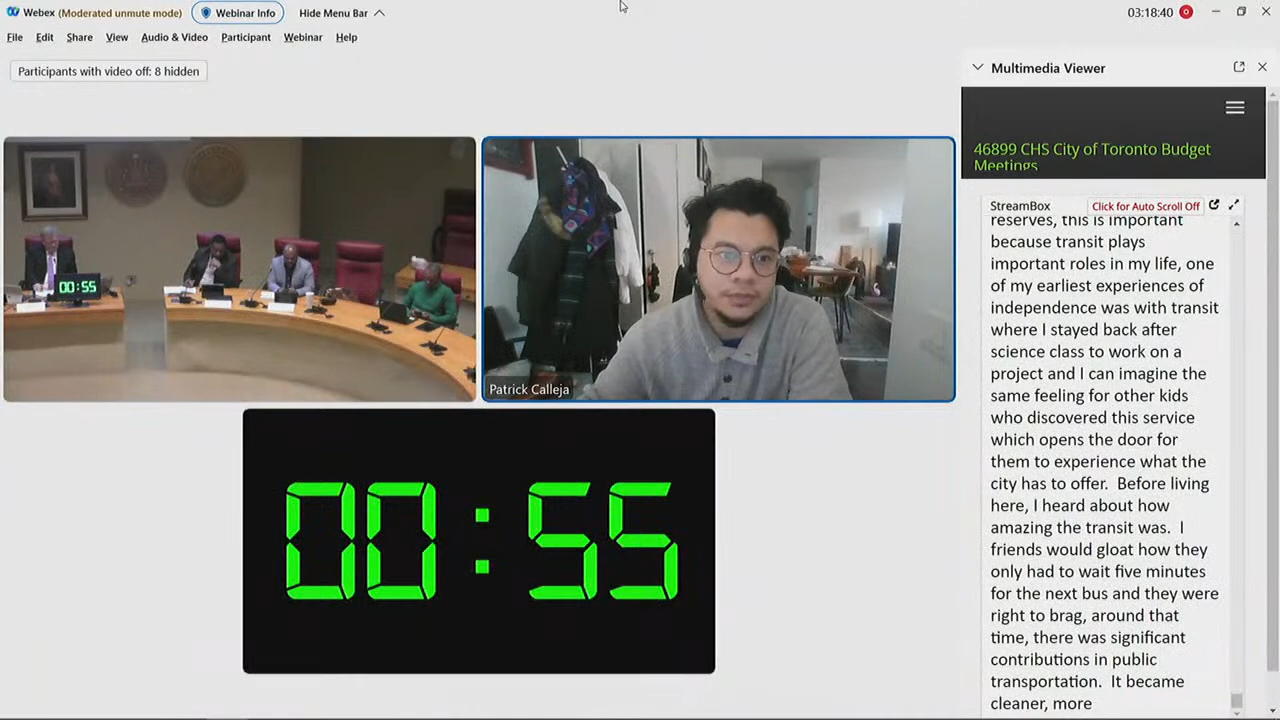 Webex (Moderated unmute mode) Webinar Info Hide Menu Bar 03:18:40
File Edit Share View Audio & Video Participant Webinar Help
Participants with video off: 8 hidden
Multimedia Viewer
46899 CHS City of Toronto Budget
Meetings
StreamBox Click for Auto Scroll Off
reserves, this is important
because transit plays
important roles in my life, one
of my earliest experiences of
independence was with transit
where I stayed back after
science class to work on a
project and I can imagine the
same feeling for other kids
who discovered this service
which opens the door for
them to experience what the
city has to offer. Before living
here, I heard about how
amazing the transit was. I
friends would gloat how they
only had to wait five minutes
for the next bus and they were
right to brag, around that
time, there was significant
contributions in public
transportation. It became
cleaner, more
00:55
Patrick Calleja
00:55